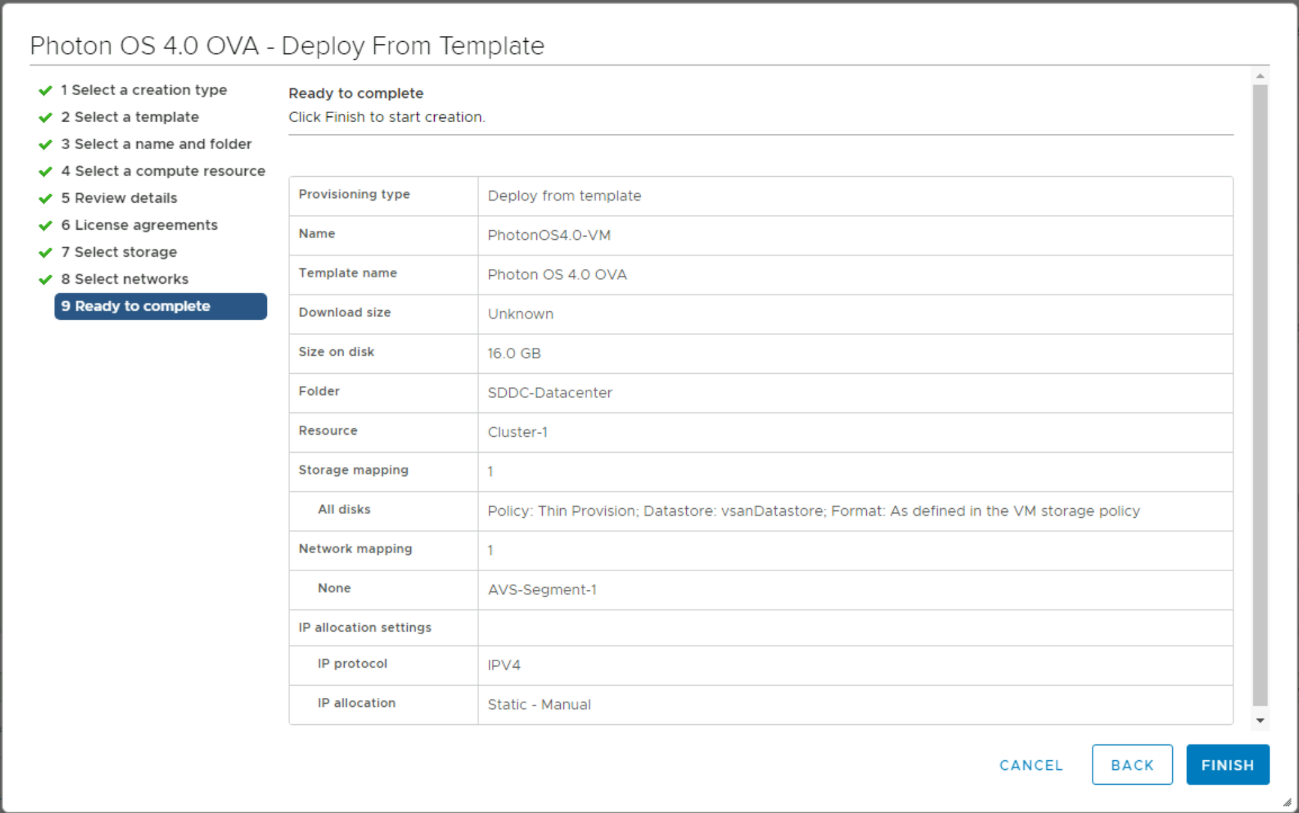 Photon OS 4.0 OVA - Deploy From Template
1 Select a creation type
2 Select a template
3 Select a name and folder
4 Select a compute resource
5 Review details
6 License agreements
7 Select storage
8 Select networks
9 Ready to complete
Ready to complete
Click Finish to start creation.
Provisioning type Deploy from template
Name PhotonOS4.0-VM
Template name Photon OS 4.0 OVA
Download size Unknown
Size on disk 16.0 GB
Folder SDDC-Datacenter
Resource Cluster-1
Storage mapping 1
All disks Policy: Thin Provision; Datastore: vsanDatastore; Format: As defined in the VM storage policy
Network mapping 1
None AVS-Segment-1
IP allocation settings
IP protocol IPV4
IP allocation Static - Manual
CANCEL BACK FINISH